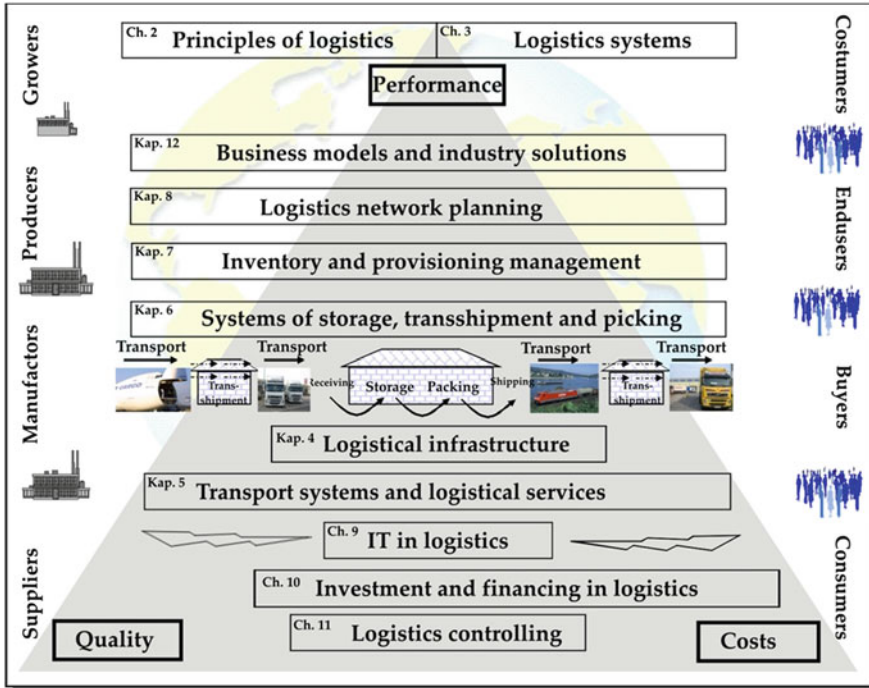 Ch. 2 Principles of logistics
Ch. 3 Logistics systems
Performance
Growers
Producers
Manufactors
Suppliers
Costumers
Endusers
Buyers
Consumers
Kap. 12 Business models and industry solutions
Kap. 8 Logistics network planning
Kap. 7 Inventory and provisioning management
Kap. 6 Systems of storage, transshipment and picking
Transport
Transport
Transport
Transport
Trans-
shipment
Receiving
Storage
Packing
Shipping
Trans-
shipment
Kap. 4 Logistical infrastructure
Kap. 5 Transport systems and logistical services
Ch. 9 IT in logistics
Ch. 10 Investment and financing in logistics
Ch. 11 Logistics controlling
Quality
Costs